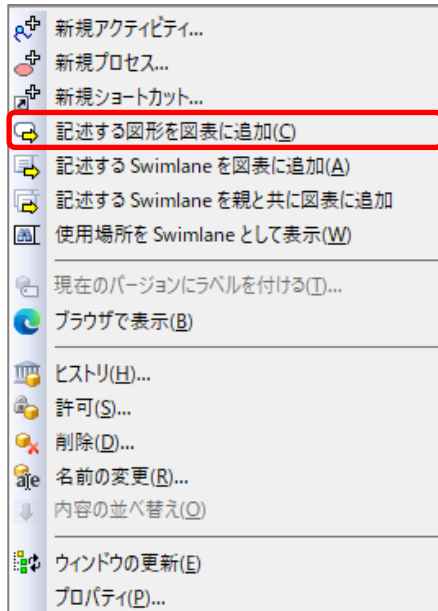 新規アクティビティ...
新規プロセス...
新規ショートカット...
記述する図形を図表に追加(C)
記述する Swimlane を図表に追加(A)
記述する Swimlane を親と共に図表に追加
使用場所を Swimlane として表示(W)
現在のバージョンにラベルを付ける(T)...
ブラウザで表示(B)
ヒストリ(H)...
許可(S)...
削除(D)...
名前の変更(R)...
内容の並べ替え(O)
ウィンドウの更新(E)
プロパティ(P)...